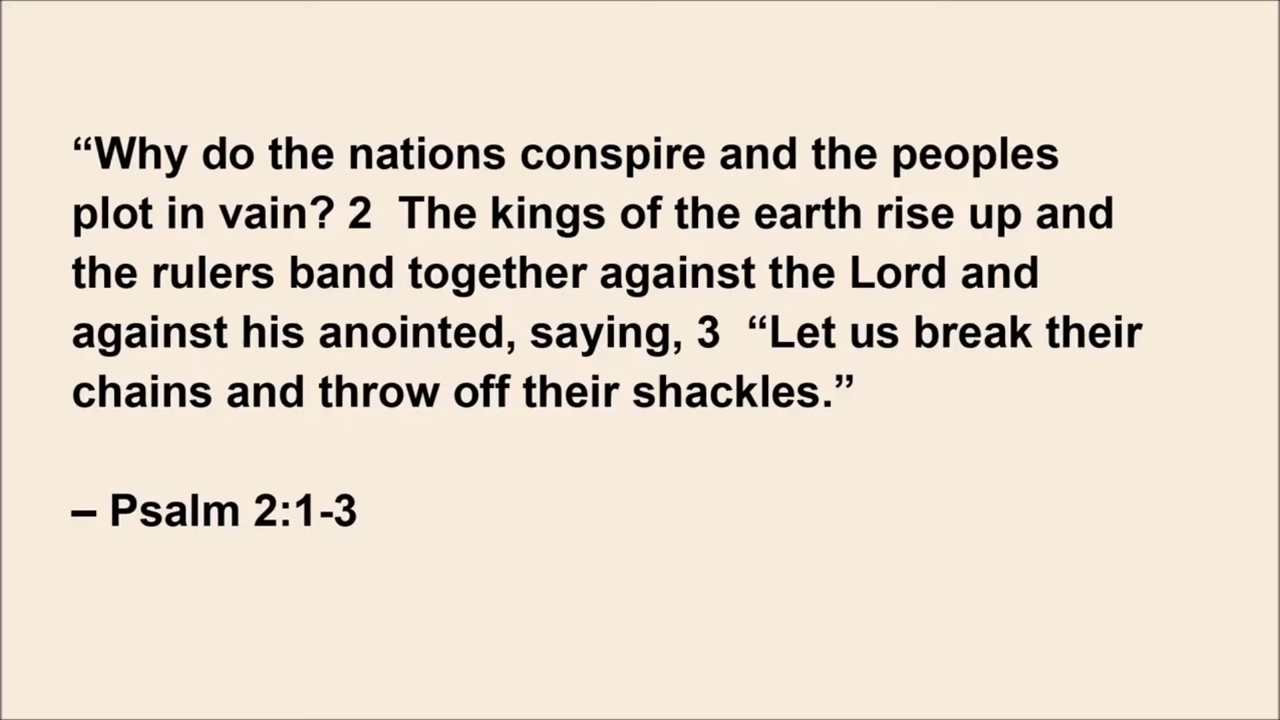 “Why do the nations conspire and the peoples
plot in vain? 2  The kings of the earth rise up and
the rulers band together against the Lord and
against his anointed, saying, 3  “Let us break their
chains and throw off their shackles.”
– Psalm 2:1-3